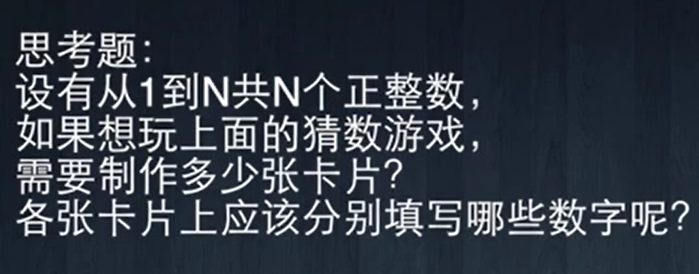 思考题：
设有从1到N共N个正整数，
如果想玩上面的猜数游戏，
需要制作多少张卡片？
各张卡片上应该分别填写哪些数字呢？